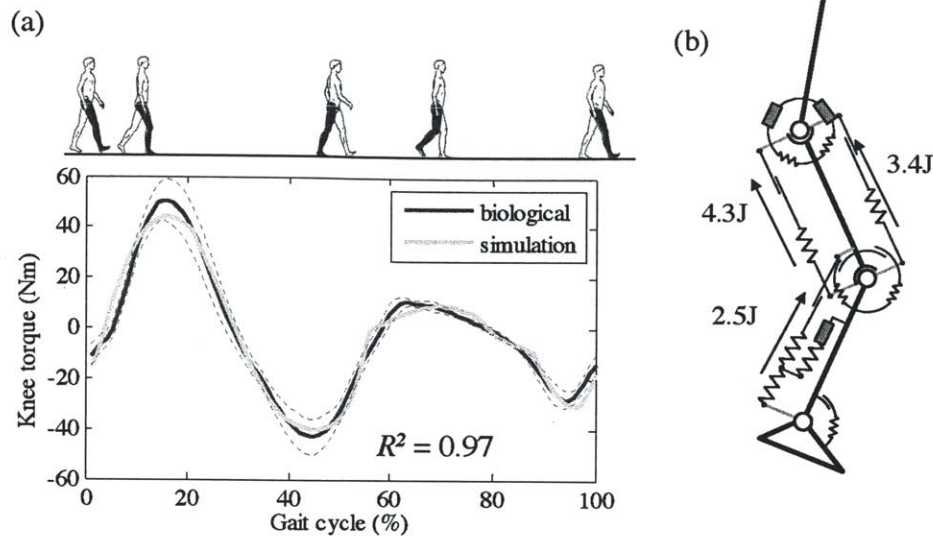 (a)
(b)
60
40
20
0
-20
-40
-60
Knee torque (Nm)
biological
simulation
R² = 0.97
0
20
40
60
80
100
Gait cycle (%)
3.4J
4.3J
2.5J